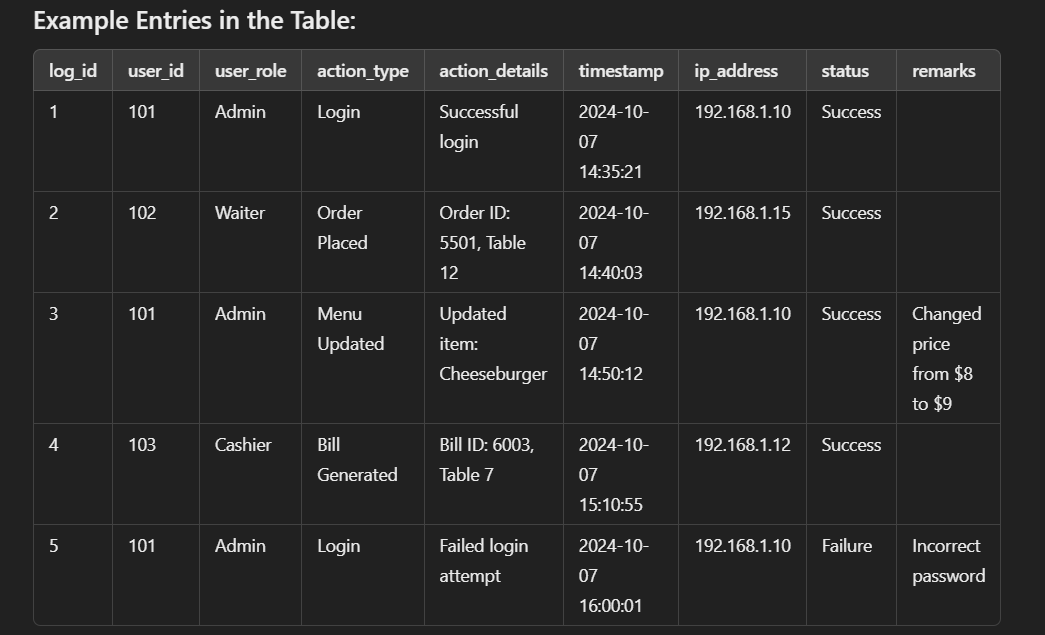 Example Entries in the Table:
log_id user_id user_role action_type action_details timestamp ip_address status remarks
1 101 Admin Login Successful 2024-10- 192.168.1.10 Success
login 07
14:35:21
2 102 Waiter Order Order ID: 2024-10- 192.168.1.15 Success
Placed 5501, Table 07
12 14:40:03
3 101 Admin Menu Updated 2024-10- 192.168.1.10 Success Changed
Updated item: 07 price
Cheeseburger 14:50:12 from $8
to $9
4 103 Cashier Bill Bill ID: 6003, 2024-10- 192.168.1.12 Success
Generated Table 7 07
15:10:55
5 101 Admin Login Failed login 2024-10- 192.168.1.10 Failure Incorrect
attempt 07 password
16:00:01